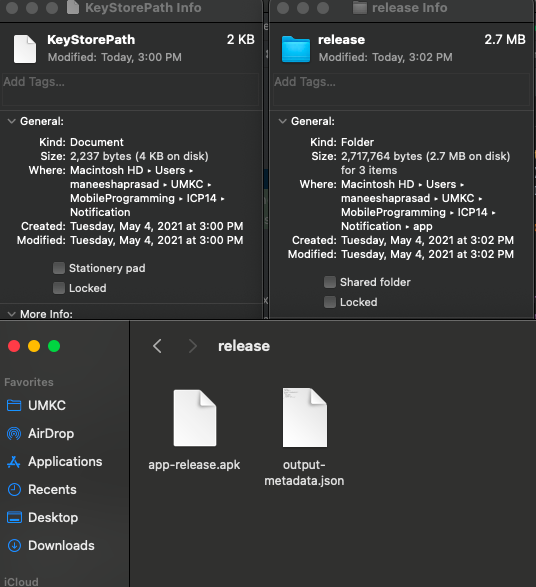 KeyStorePath Info
KeyStorePath 2 KB
Modified: Today, 3:00 PM
Add Tags...
General:
Kind: Document
Size: 2,237 bytes (4 KB on disk)
Where: Macintosh HD ▸ Users ▸
maneeshaprasad ▸ UMKC ▸
MobileProgramming ▸ ICP14 ▸
Notification
Created: Tuesday, May 4, 2021 at 3:00 PM
Modified: Tuesday, May 4, 2021 at 3:00 PM
Stationery pad
Locked
More Info:
release Info
release 2.7 MB
Modified: Today, 3:02 PM
Add Tags...
General:
Kind: Folder
Size: 2,717,764 bytes (2.7 MB on disk)
for 3 items
Where: Macintosh HD ▸ Users ▸
maneeshaprasad ▸ UMKC ▸
MobileProgramming ▸ ICP14 ▸
Notification ▸ app
Created: Tuesday, May 4, 2021 at 3:02 PM
Modified: Tuesday, May 4, 2021 at 3:02 PM
Shared folder
Locked
release
Favorites
UMKC
AirDrop
Applications
Recents
Desktop
Downloads
iCloud
app-release.apk
output-
metadata.json